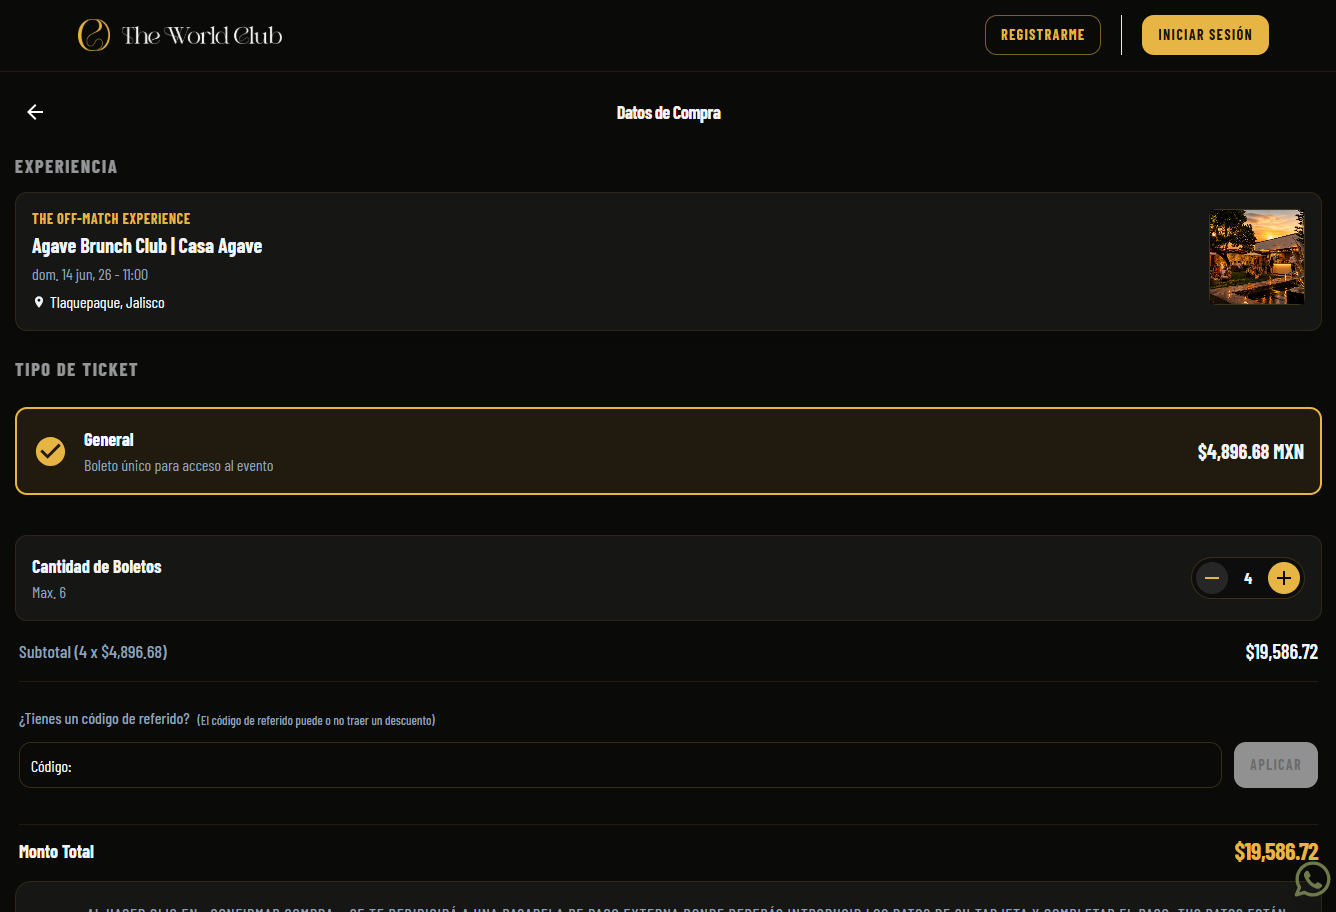 The World Club
REGISTRARME
INICIAR SESIÓN
Datos de Compra
EXPERIENCIA
THE OFF-MATCH EXPERIENCE
Agave Brunch Club | Casa Agave
dom. 14 jun, 26 - 11:00
Tlaquepaque, Jalisco
TIPO DE TICKET
General
Boleto único para acceso al evento
$4,896.68 MXN
Cantidad de Boletos
Max. 6
4
Subtotal (4 x $4,896.68)
$19,586.72
¿Tienes un código de referido? (El código de referido puede o no traer un descuento)
Código:
APLICAR
Monto Total
$19,586.72